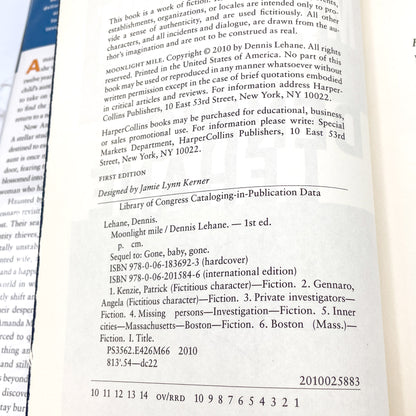 This book is a work of fiction. The
establishments, organizations, or locales are intended only to pro-
vide a sense of authenticity, and are used fictitiously. All other
characters, and all incidents and dialogue, are drawn from the au-
thor's imagination and are not to be construed as real.
MOONLIGHT MILE. Copyright © 2010 by Dennis Lehane. All rights
reserved. Printed in the United States of America. No part of this
book may be used or reproduced in any manner whatsoever without
written permission except in the case of brief quotations embodied
in critical articles and reviews. For information address Harper-
Collins Publishers, 10 East 53rd Street, New York, NY 10022.
HarperCollins books may be purchased for educational, business,
or sales promotional use. For information please write: Special
Markets Department, HarperCollins Publishers, 10 East 53rd
Street, New York, NY 10022.
FIRST EDITION
Designed by Jamie Lynn Kerner
Library of Congress Cataloging-in-Publication Data
Lehane, Dennis.
Moonlight mile / Dennis Lehane. — 1st ed.
p. cm.
Sequel to: Gone, baby, gone.
ISBN 978-0-06-183692-3 (hardcover)
ISBN 978-0-06-201584-6 (international edition)
1. Kenzie, Patrick (Fictitious character)—Fiction. 2. Gennaro,
Angela (Fictitious character)—Fiction. 3. Private investigators—
Fiction. 4. Missing persons—Investigation—Fiction. 5. Inner
cities—Massachusetts—Boston—Fiction. 6. Boston (Mass.)—
Fiction. I. Title.
PS3562.E426M66 2010
813'.54—dc22
2010025883
10 11 12 13 14 OV/RRD 10 9 8 7 6 5 4 3 2 1